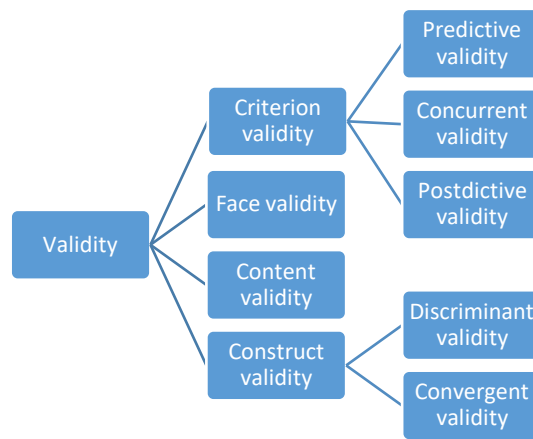 Validity
Criterion
validity
Predictive
validity
Concurrent
validity
Postdictive
validity
Face validity
Content
validity
Construct
validity
Discriminant
validity
Convergent
validity